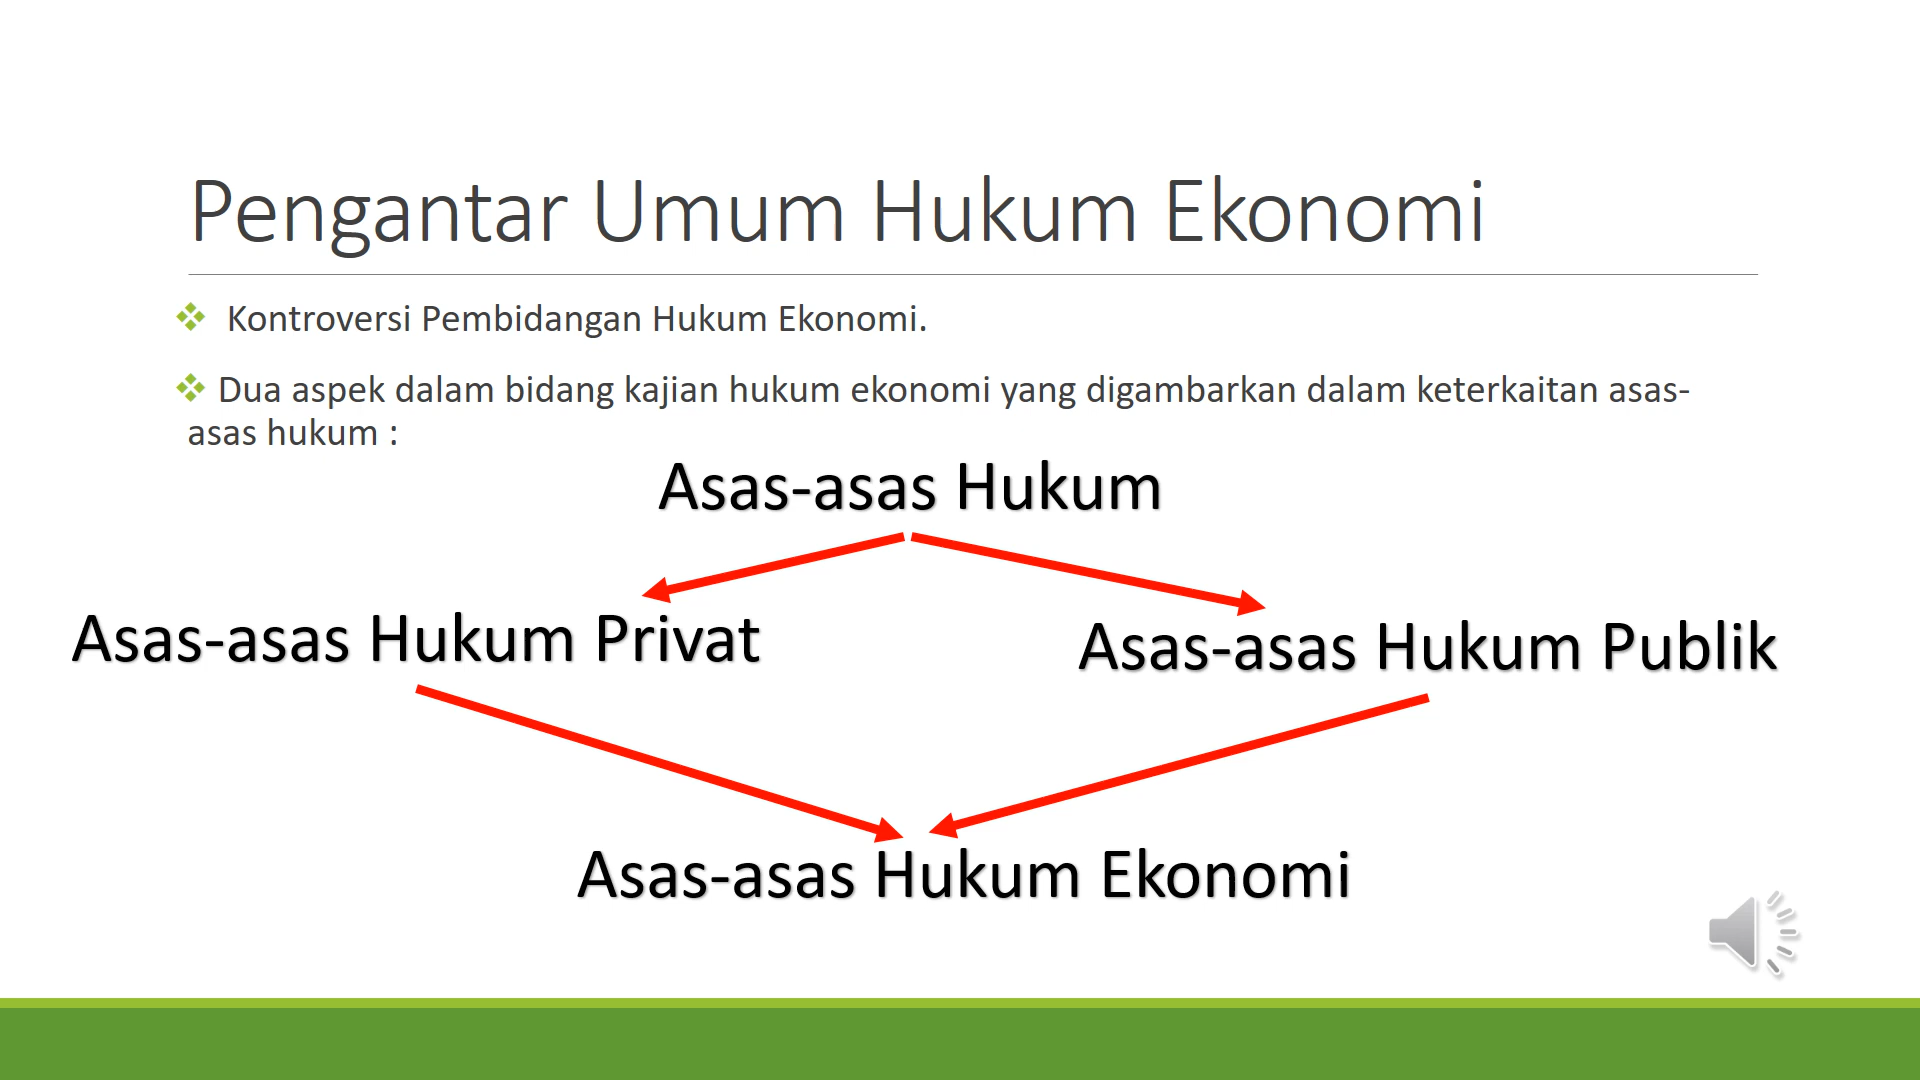 Pengantar Umum Hukum Ekonomi
Kontroversi Pembidangan Hukum Ekonomi.
Dua aspek dalam bidang kajian hukum ekonomi yang digambarkan dalam keterkaitan asas-
asas hukum :
Asas-asas Hukum
Asas-asas Hukum Privat
Asas-asas Hukum Publik
Asas-asas Hukum Ekonomi